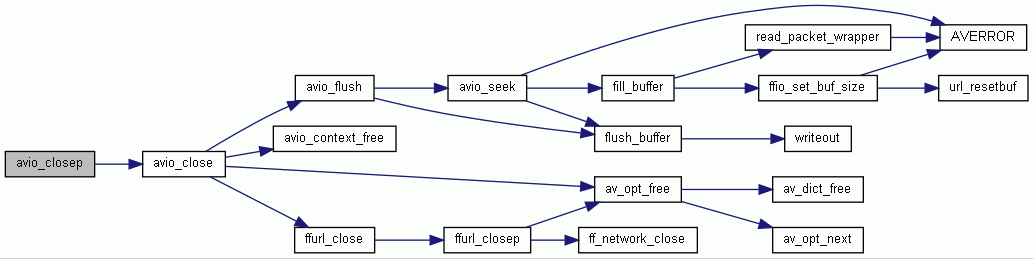 avio_closep
avio_close
avio_flush
avio_context_free
ffurl_close
avio_seek
ffurl_closep
fill_buffer
flush_buffer
av_opt_free
ff_network_close
read_packet_wrapper
ffio_set_buf_size
writeout
av_dict_free
av_opt_next
AVERROR
url_resetbuf